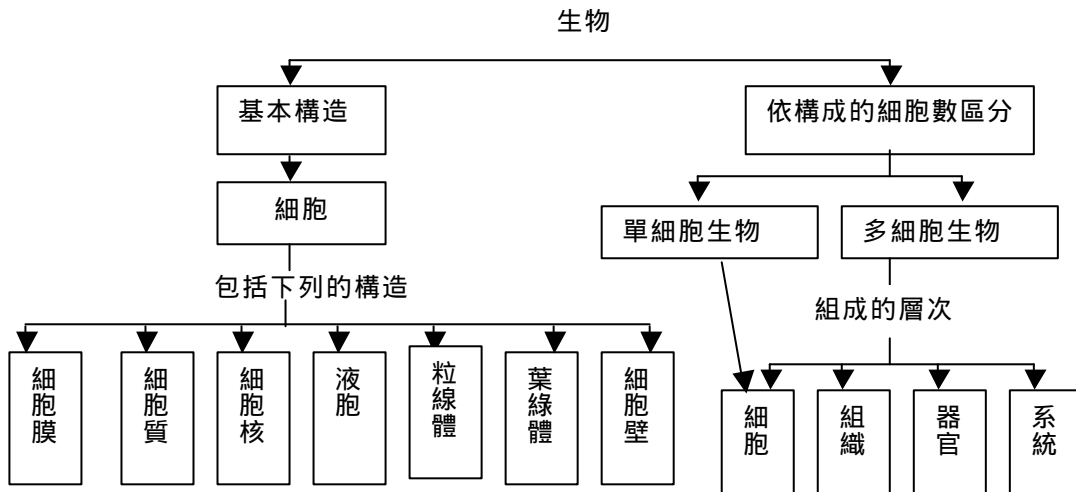 生物
基本構造
依構成的細胞數區分
細胞
單細胞生物
多細胞生物
包括下列的構造
組成的層次
細胞膜
細胞質
細胞核
液胞
粒線體
葉綠體
細胞壁
細胞
組織
器官
系統